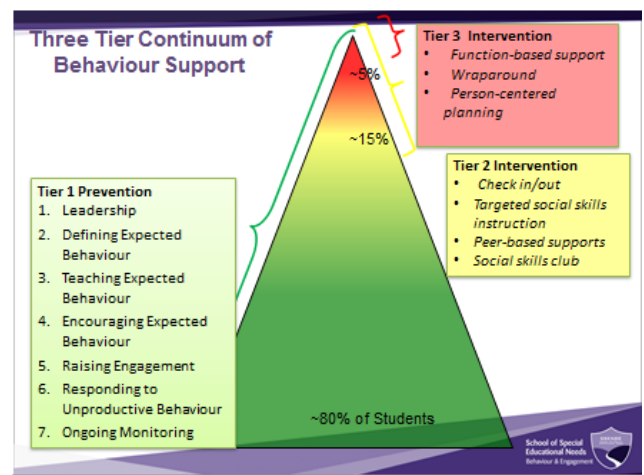 Three Tier Continuum of
Behaviour Support
Tier 3 Intervention
• Function-based support
• Wraparound
• Person-centered
planning
~5%
~15%
Tier 2 Intervention
• Check in/out
• Targeted social skills
instruction
• Peer-based supports
• Social skills club
Tier 1 Prevention
1. Leadership
2. Defining Expected
Behaviour
3. Teaching Expected
Behaviour
4. Encouraging Expected
Behaviour
5. Raising Engagement
6. Responding to
Unproductive Behaviour
7. Ongoing Monitoring
~80% of Students
School of Special
Educational Needs
Behaviour & Engagement